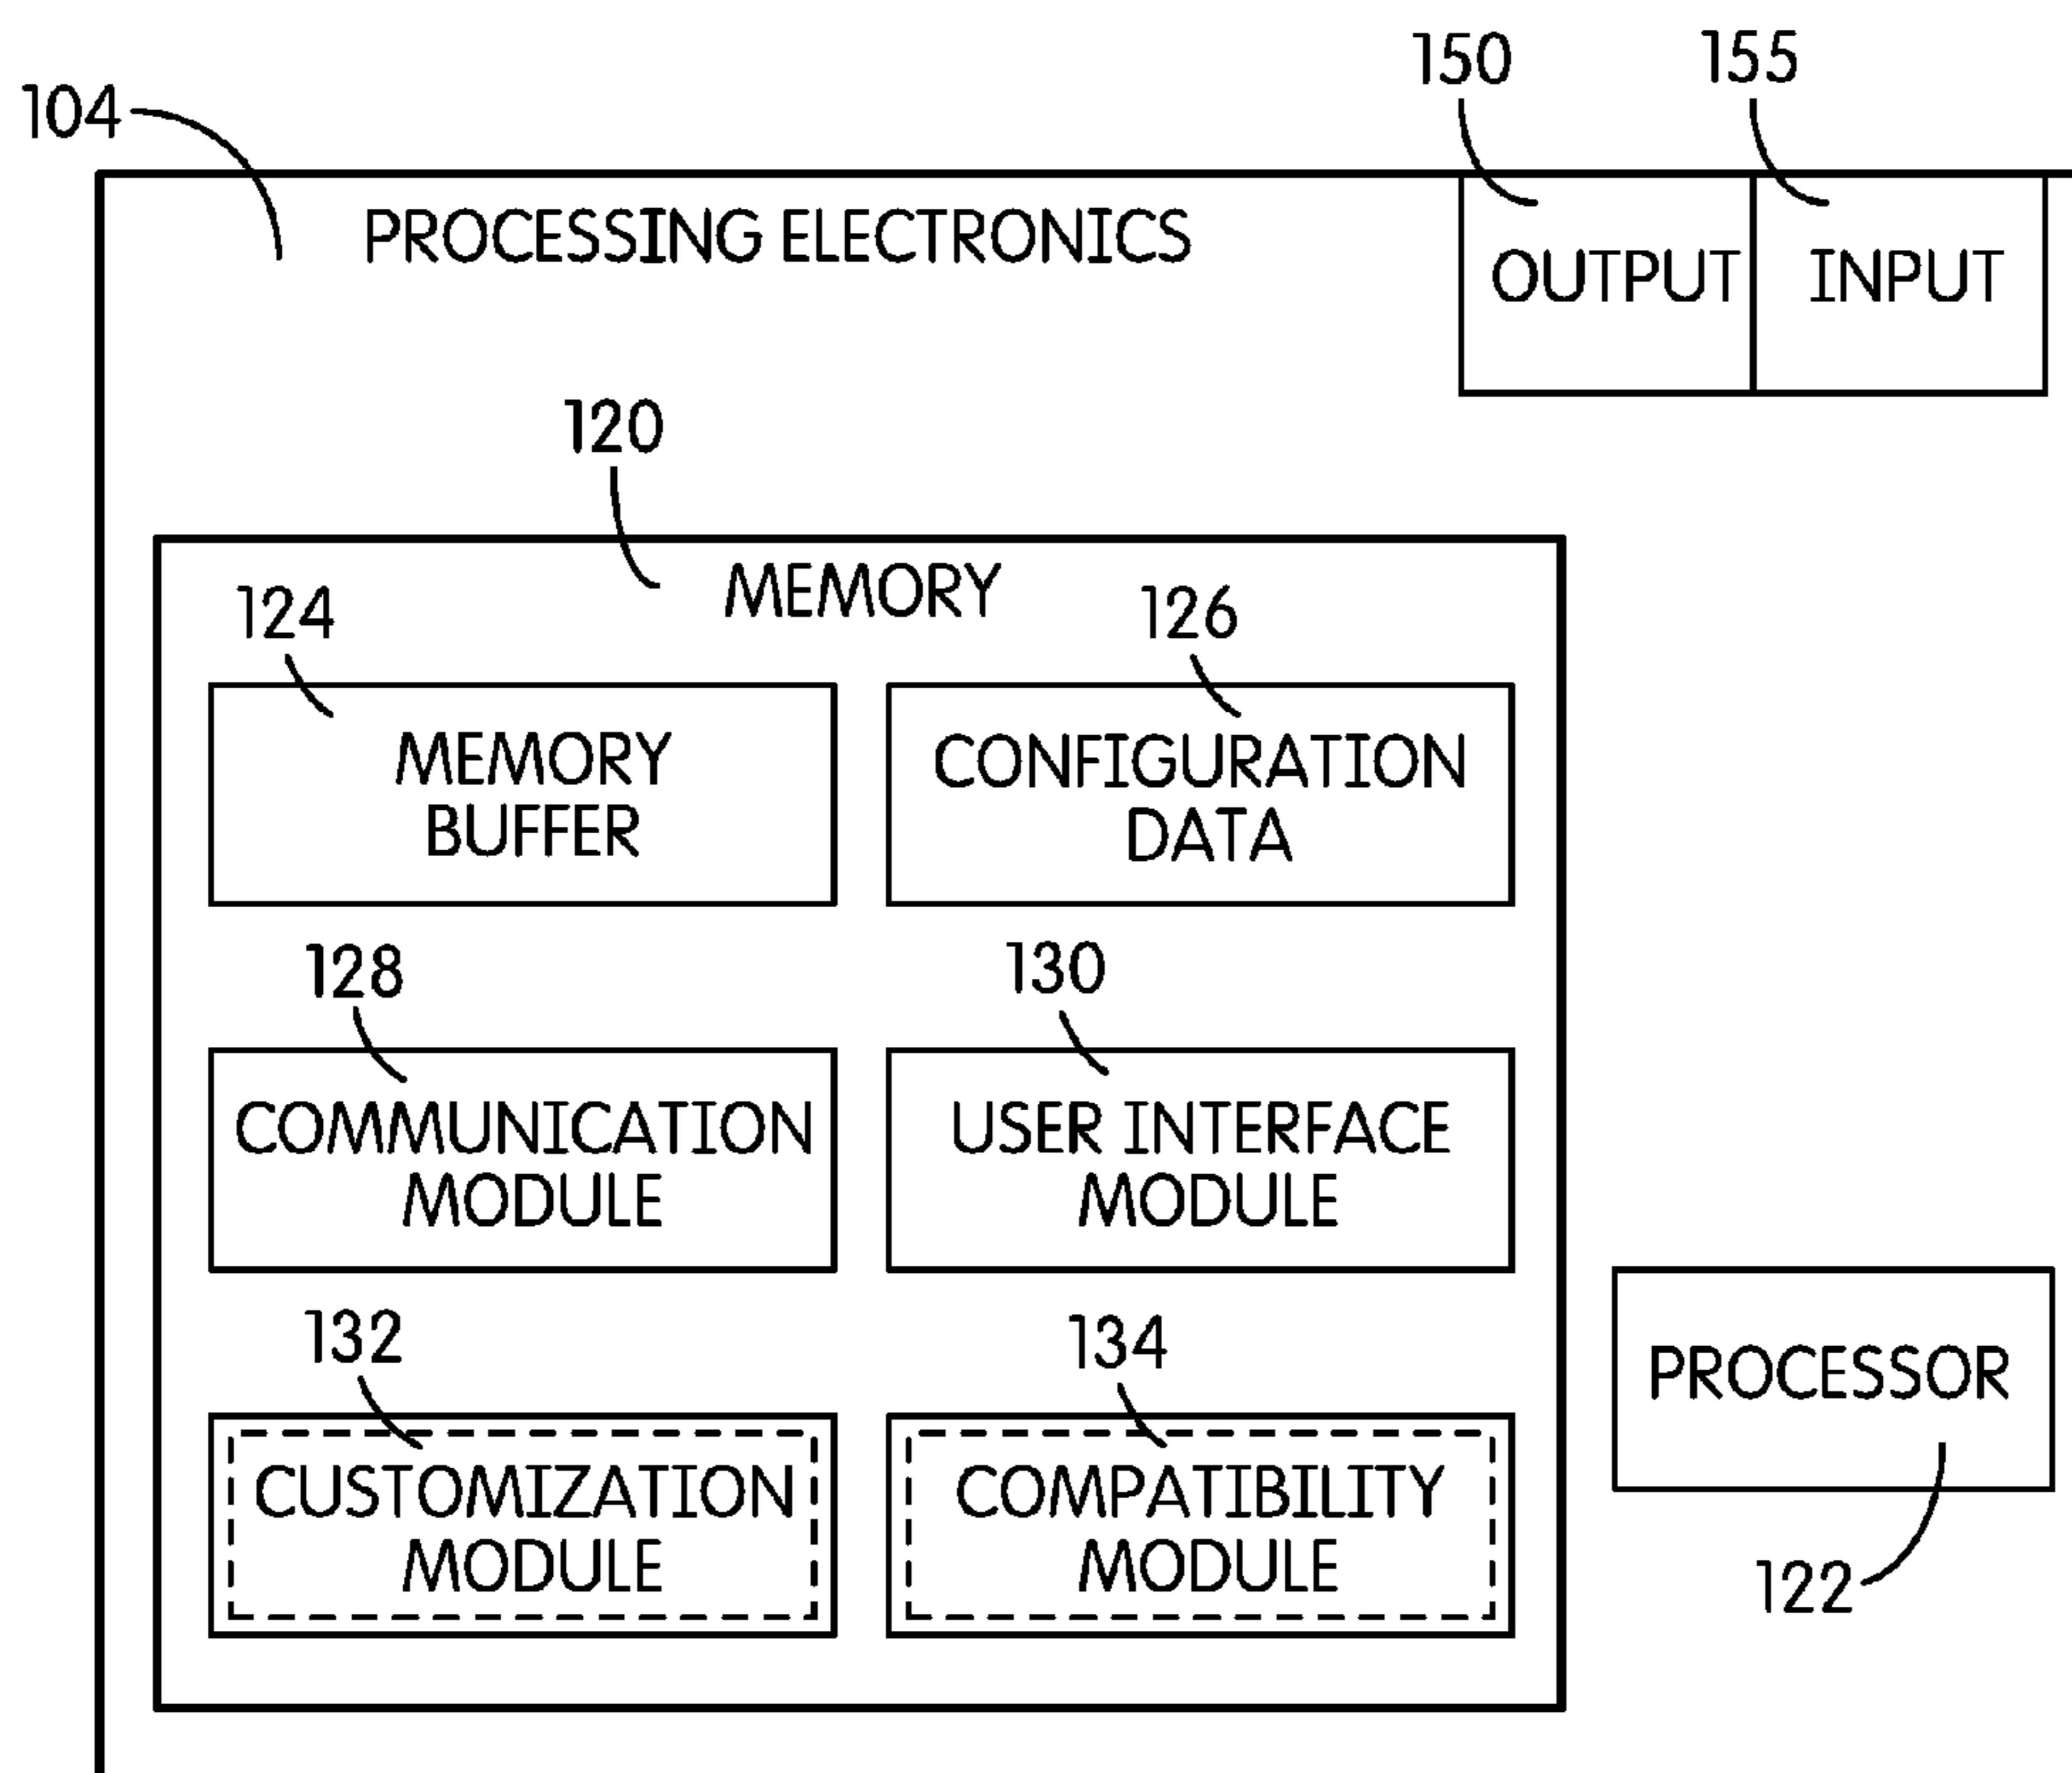 150
155
104
PROCESSING ELECTRONICS
OUTPUT
INPUT
120
MEMORY
124
126
MEMORY
BUFFER
CONFIGURATION
DATA
128
130
COMMUNICATION
MODULE
USER INTERFACE
MODULE
132
134
CUSTOMIZATION
MODULE
COMPATIBILITY
MODULE
PROCESSOR
122